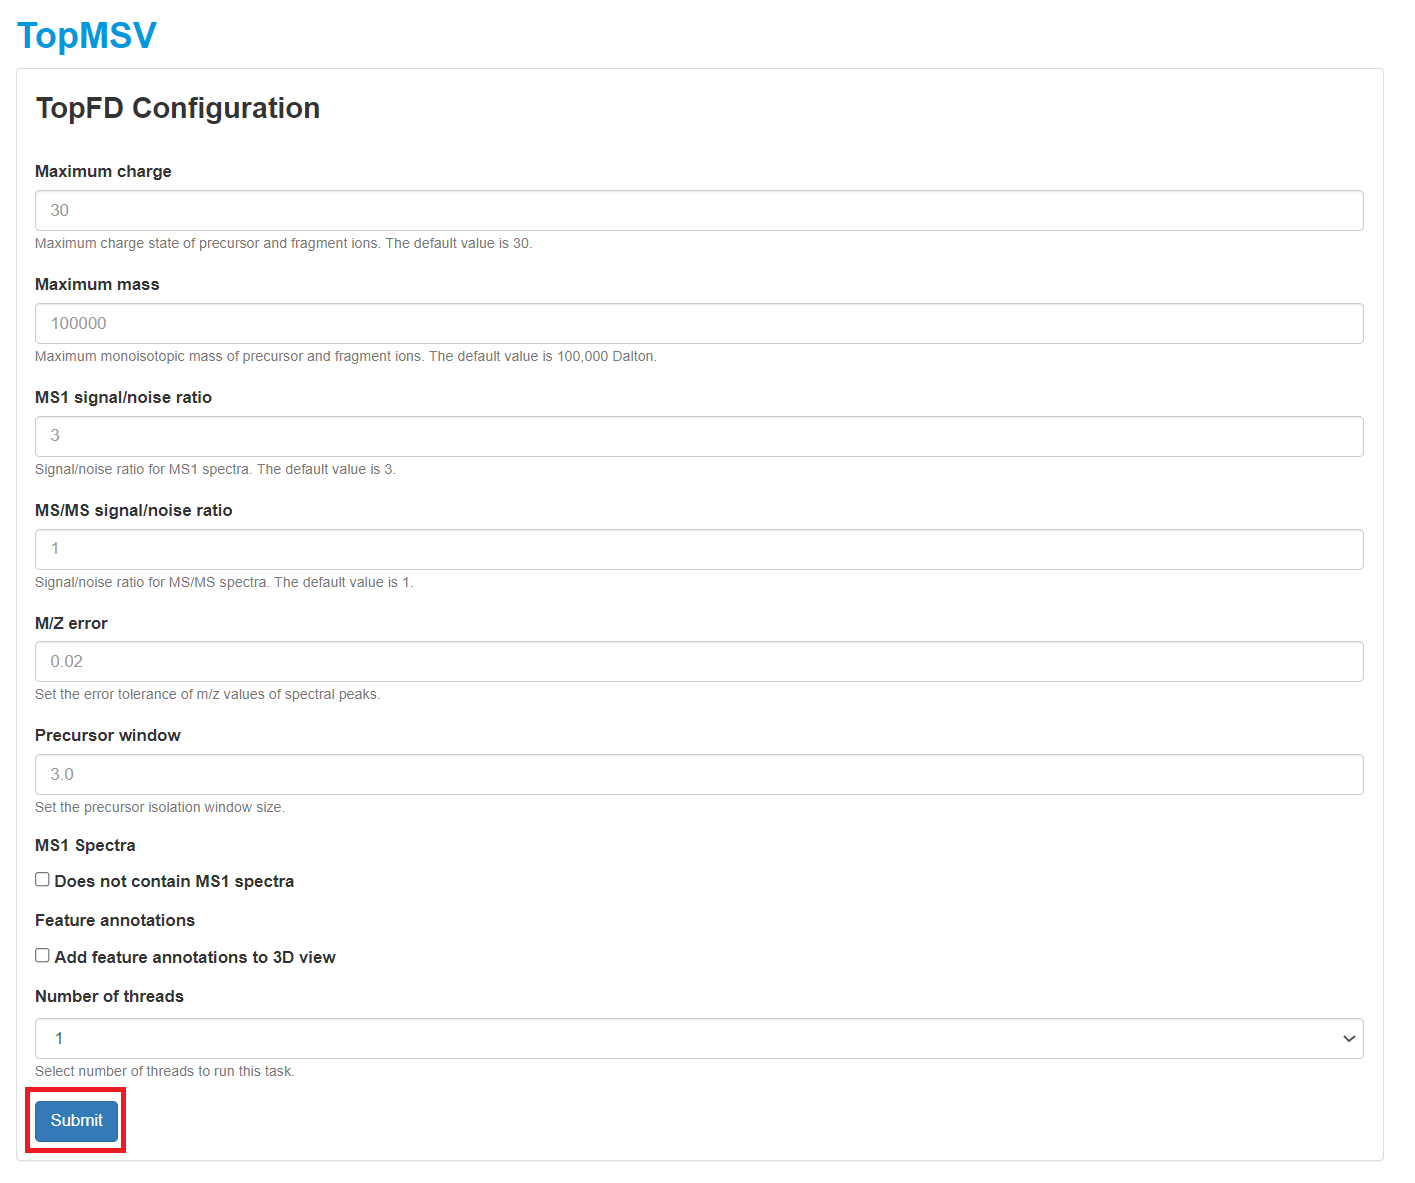 TopMSV
TopFD Configuration
Maximum charge
30
Maximum charge state of precursor and fragment ions. The default value is 30.
Maximum mass
100000
Maximum monoisotopic mass of precursor and fragment ions. The default value is 100,000 Dalton.
MS1 signal/noise ratio
3
Signal/noise ratio for MS1 spectra. The default value is 3.
MS/MS signal/noise ratio
1
Signal/noise ratio for MS/MS spectra. The default value is 1.
M/Z error
0.02
Set the error tolerance of m/z values of spectral peaks.
Precursor window
3.0
Set the precursor isolation window size.
MS1 Spectra
Does not contain MS1 spectra
Feature annotations
Add feature annotations to 3D view
Number of threads
1
Select number of threads to run this task.
Submit